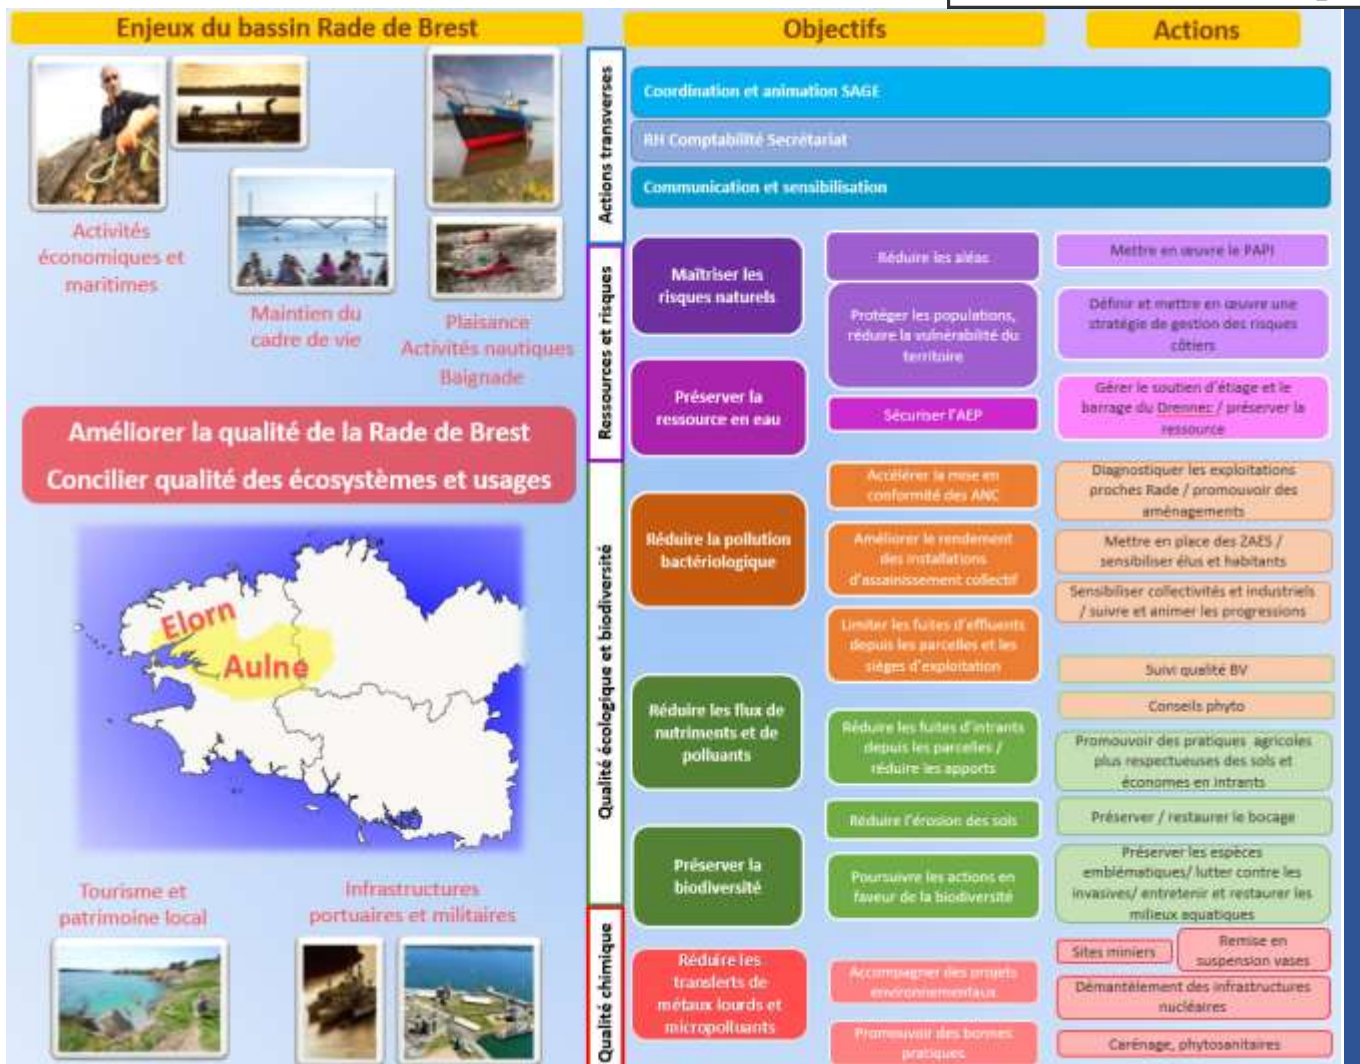 Enjeux du bassin Rade de Brest
Activités
économiques et
maritimes
Maintien du
cadre de vie
Plaisance
Activités nautiques
Baignade
Améliorer la qualité de la Rade de Brest
Concilier qualité des écosystèmes et usages
Elorn
Aulne
Tourisme et
patrimoine local
Infrastructures
portuaires et militaires
Objectifs
Actions
Actions transverses
Coordination et animation SAGE
RH Comptabilité Secrétariat
Communication et sensibilisation
Ressources et risques
Maîtriser les
risques naturels
Réduire les aléas
Protéger les populations,
réduire la vulnérabilité du
territoire
Mettre en œuvre le PAPI
Définir et mettre en œuvre une
stratégie de gestion des risques
côtiers
Préserver la
ressource en eau
Sécuriser l'AEP
Gérer le soutien d'étiage et le
barrage du Drennec / préserver la
ressource
Qualité écologique et biodiversité
Réduire la pollution
bactériologique
Accélérer la mise en
conformité des ANC
Améliorer le rendement
des installations
d'assainissement collectif
Limiter les fuites d'effluents
depuis les parcelles et les
sièges d'exploitation
Diagnostiquer les exploitations
proches Rade / promouvoir des
aménagements
Mettre en place des ZAES /
sensibiliser élus et habitants
Sensibiliser collectivités et industriels
/ suivre et animer les progressions
Suivi qualité BV
Conseils phyto
Réduire les flux de
nutriments et de
polluants
Réduire les fuites d'intrants
depuis les parcelles /
réduire les apports
Promouvoir des pratiques agricoles
plus respectueuses des sols et
économes en intrants
Réduire l'érosion des sols
Préserver / restaurer le bocage
Préserver la
biodiversité
Poursuivre les actions en
faveur de la biodiversité
Préserver les espèces
emblématiques/ lutter contre les
invasives/ entretenir et restaurer les
milieux aquatiques
Qualité chimique
Réduire les
transferts de
métaux lourds et
micropolluants
Accompagner des projets
environnementaux
Promouvoir des bonnes
pratiques
Sites miniers
Remise en
suspension vases
Démantèlement des infrastructures
nucléaires
Carénage, phytosanitaires